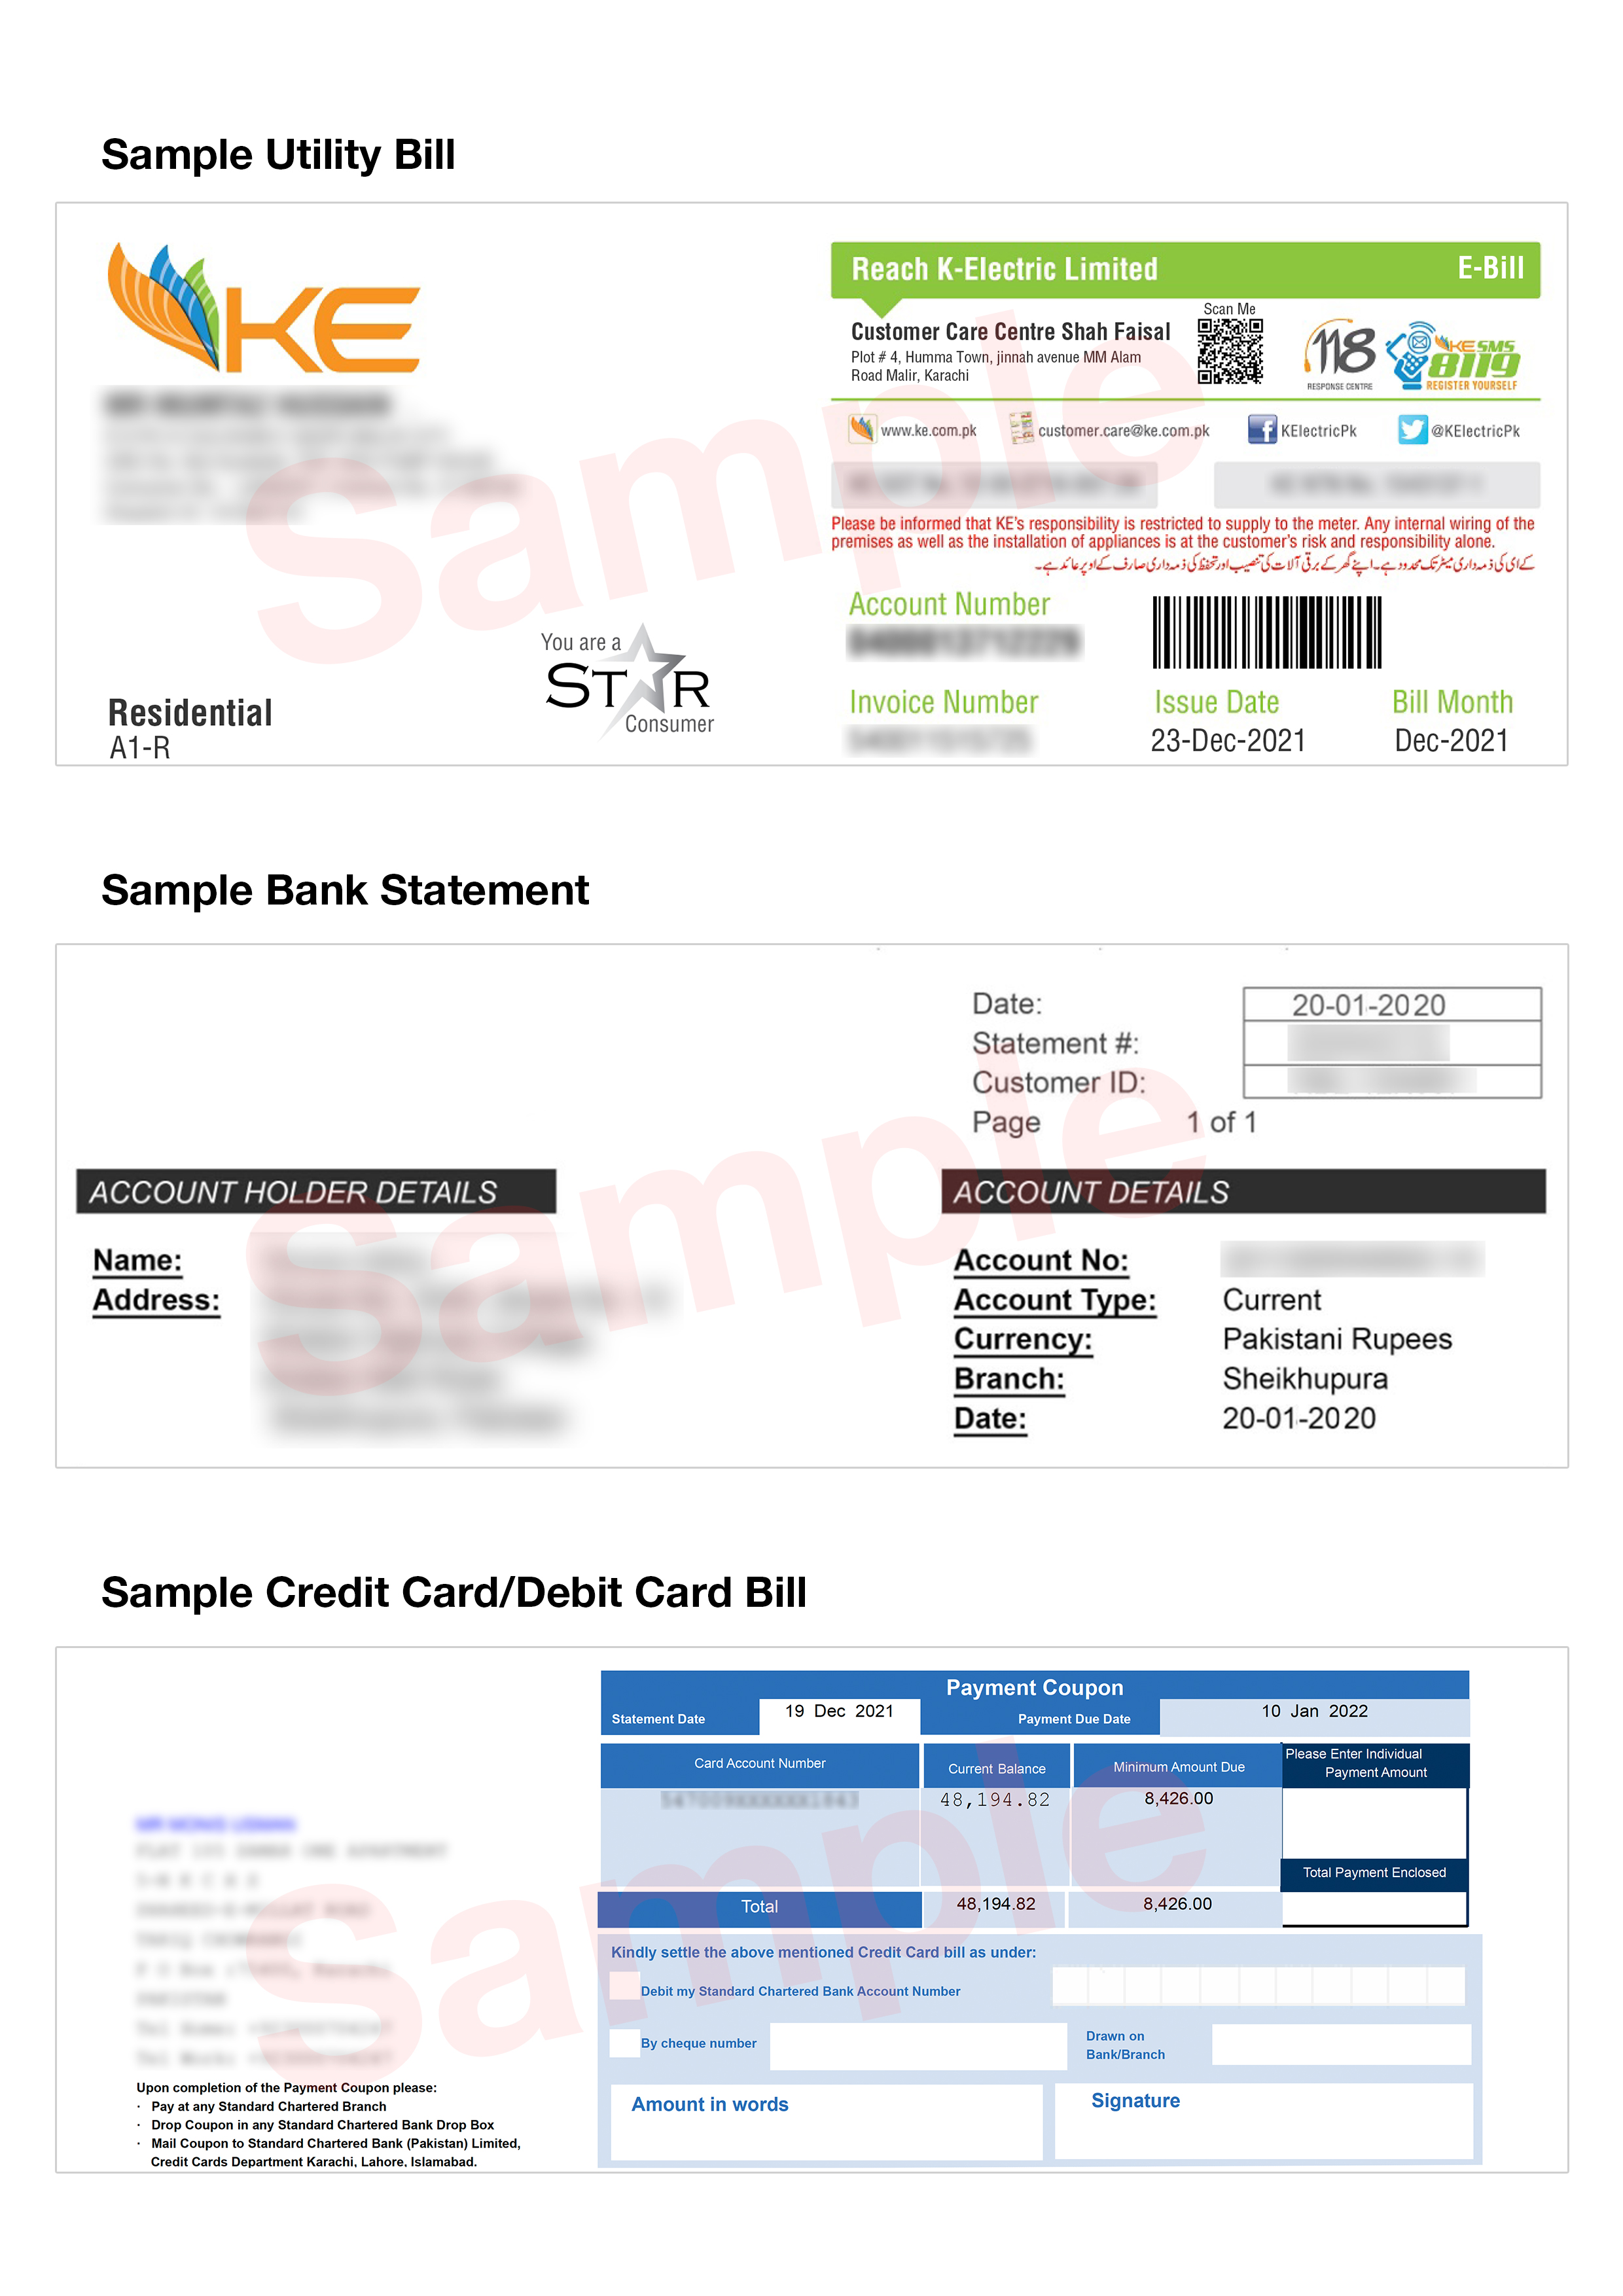 Sample Utility Bill
KE
Reach K-Electric Limited
E-Bill
Customer Care Centre Shah Faisal
Plot # 4, Humma Town, jinnah avenue MM Alam
Road Malir, Karachi
Scan Me
118
RESPONSE CENTRE
KE SMS
8119
REGISTER YOURSELF
www.ke.com.pk
customer.care@ke.com.pk
KElectricPk
@KElectricPk
Please be informed that KE's responsibility is restricted to supply to the meter. Any internal wiring of the
premises as well as the installation of appliances is at the customer's risk and responsibility alone.
کے ای کی ذمہ داری میٹر تک محدود ہے۔ اپنے گھر کے برقی آلات کی تنصیب اور تحفظ کی ذمہ داری صارف کے اوپر عائد ہے۔
Account Number
You are a
STAR
Consumer
Residential
A1-R
Invoice Number
Issue Date
Bill Month
23-Dec-2021
Dec-2021
Sample
Sample Bank Statement
Date:
20-01-2020
Statement #:
Customer ID:
Page
1 of 1
ACCOUNT HOLDER DETAILS
ACCOUNT DETAILS
Name:
Address:
Account No:
Account Type:
Current
Currency:
Pakistani Rupees
Branch:
Sheikhupura
Date:
20-01-2020
Sample
Sample Credit Card/Debit Card Bill
Payment Coupon
Statement Date
19 Dec 2021
Payment Due Date
10 Jan 2022
Card Account Number
Current Balance
Minimum Amount Due
Please Enter Individual
Payment Amount
48,194.82
8,426.00
Total Payment Enclosed
Total
48,194.82
8,426.00
Kindly settle the above mentioned Credit Card bill as under:
Debit my Standard Chartered Bank Account Number
By cheque number
Drawn on
Bank/Branch
Amount in words
Signature
Upon completion of the Payment Coupon please:
· Pay at any Standard Chartered Branch
· Drop Coupon in any Standard Chartered Bank Drop Box
· Mail Coupon to Standard Chartered Bank (Pakistan) Limited,
Credit Cards Department Karachi, Lahore, Islamabad.
Sample